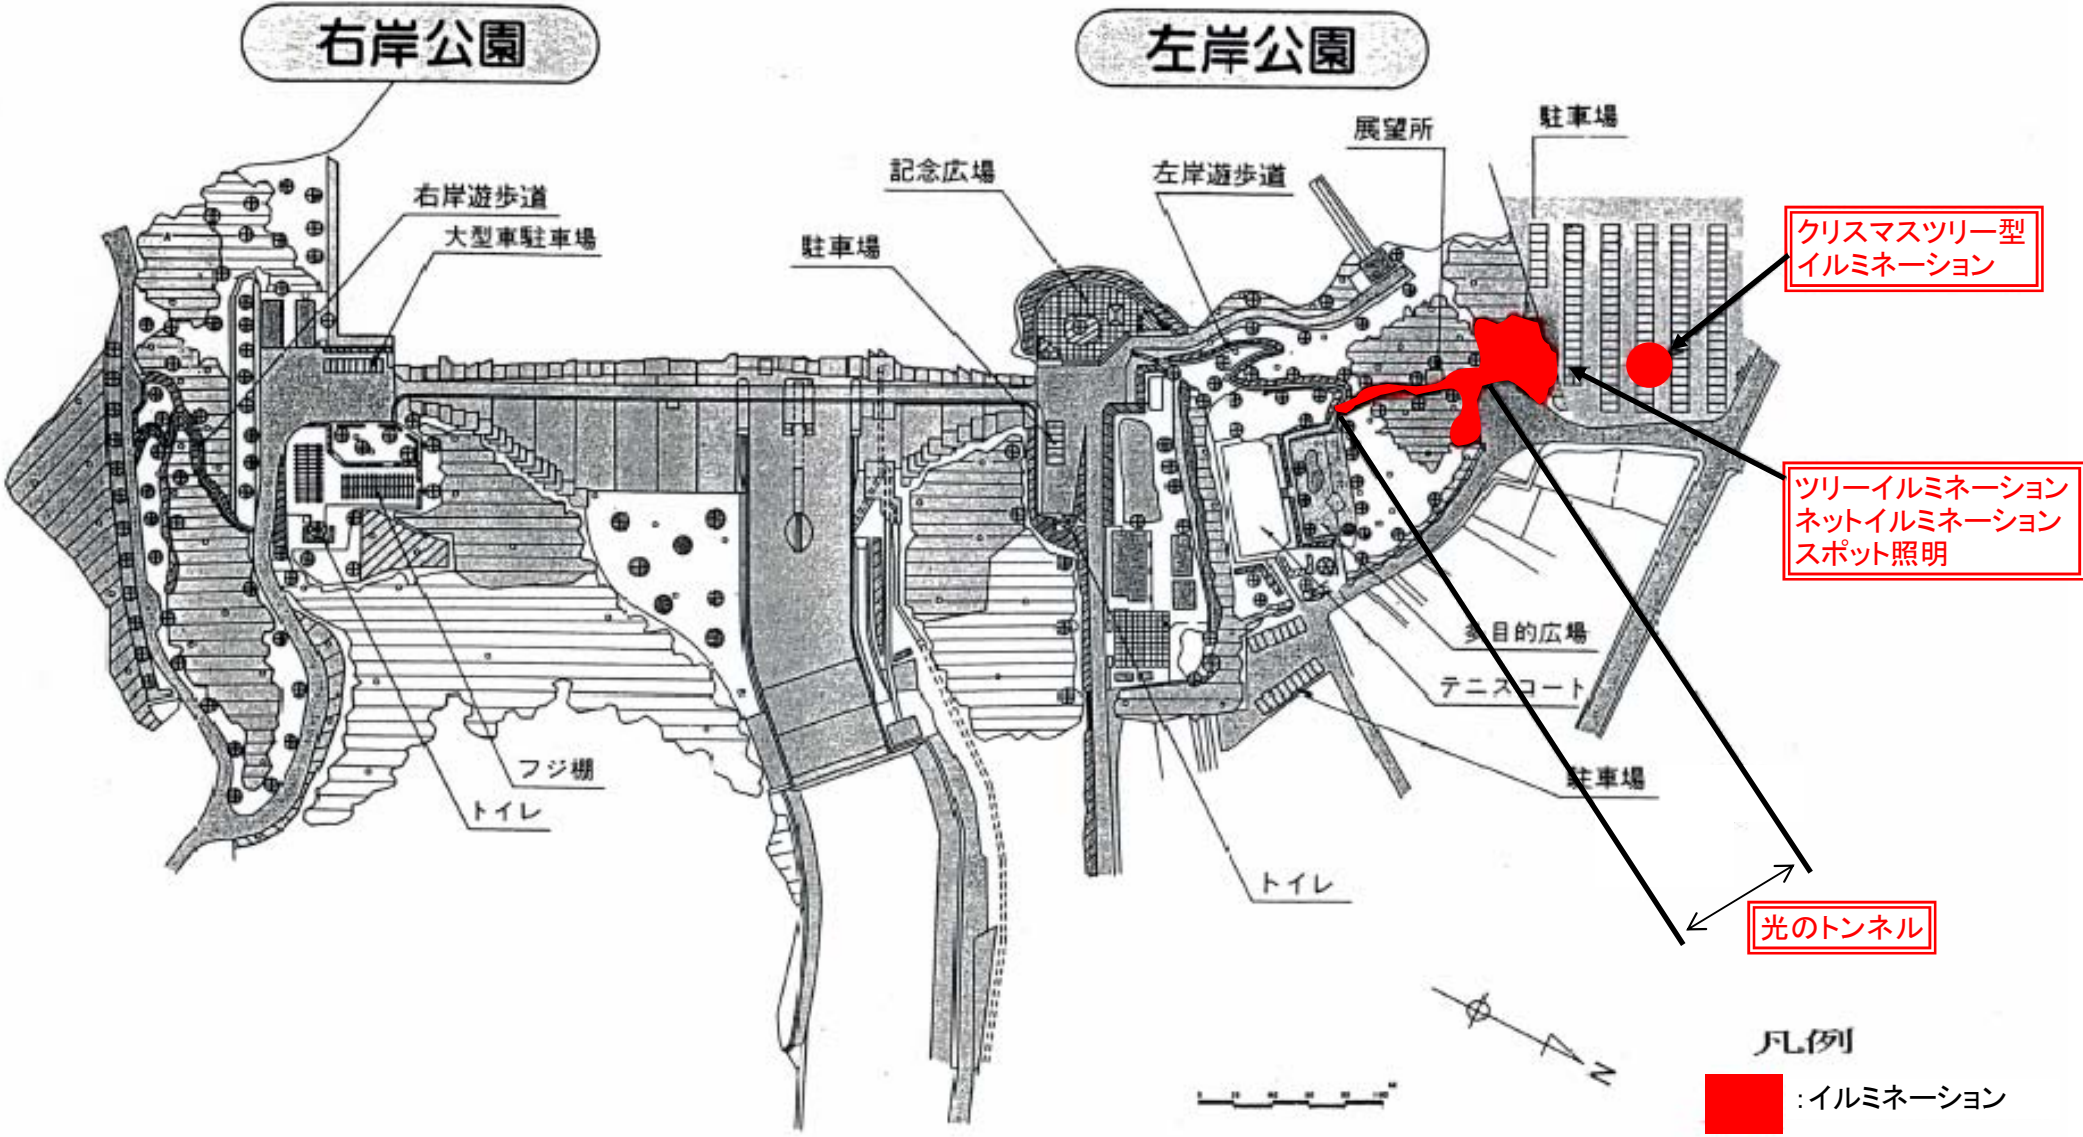 右岸公園
左岸公園
展望所
駐車場
記念広場
左岸遊歩道
右岸遊歩道
大型車駐車場
駐車場
クリスマスツリー型
イルミネーション
ツリーイルミネーション
ネットイルミネーション
スポット照明
多目的広場
テニスコート
駐車場
フジ棚
トイレ
トイレ
光のトンネル
N
凡例
:イルミネーション